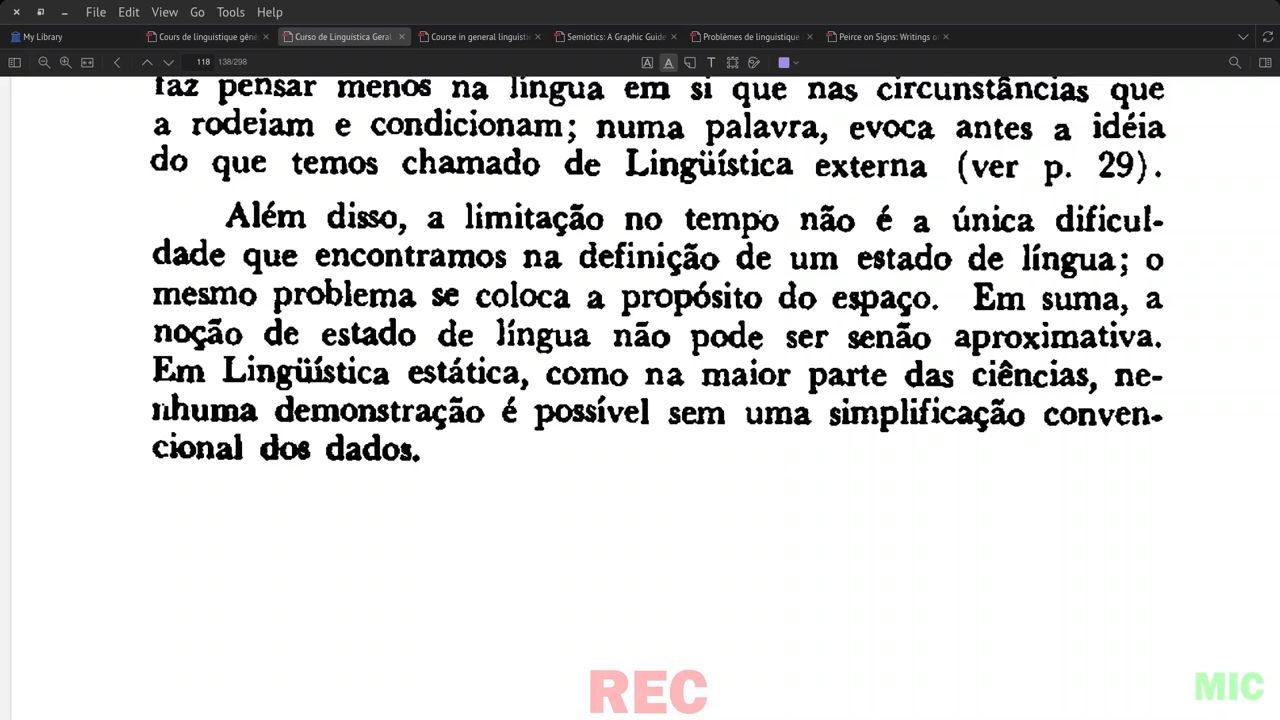 File Edit View Go Tools Help
My Library Cours de linguistique géné Curso de Linguística Geral Course in general linguisti Semiotics: A Graphic Guide Problèmes de linguistique Peirce on Signs: Writings o
118 138/298
faz pensar menos na língua em si que nas circunstâncias que
a rodeiam e condicionam; numa palavra, evoca antes a idéia
do que temos chamado de Lingüística externa (ver p. 29).
Além disso, a limitação no tempo não é a única dificul-
dade que encontramos na definição de um estado de língua; o
mesmo problema se coloca a propósito do espaço. Em suma, a
noção de estado de língua não pode ser senão aproximativa.
Em Lingüística estática, como na maior parte das ciências, ne-
nhuma demonstração é possível sem uma simplificação conven-
cional dos dados.
REC
MIC